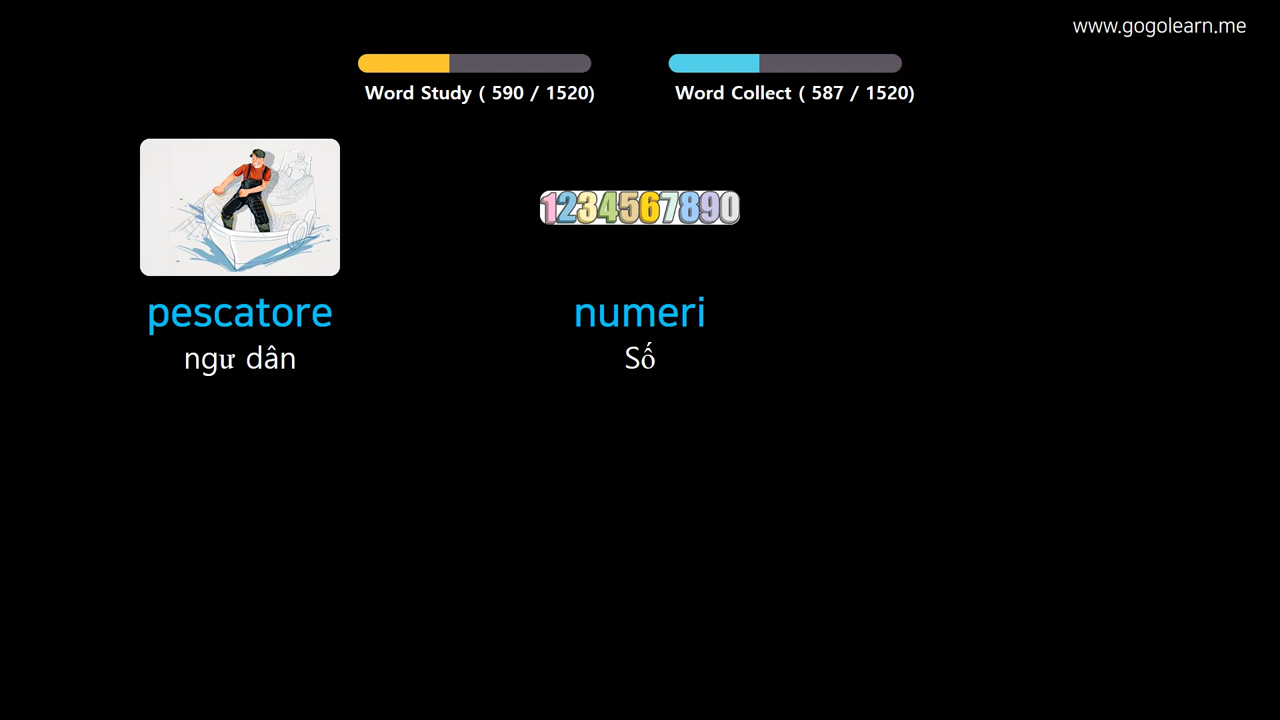 www.gogolearn.me
Word Study ( 590 / 1520)
Word Collect ( 587 / 1520)
1234567890
pescatore
numeri
ngư dân
Số